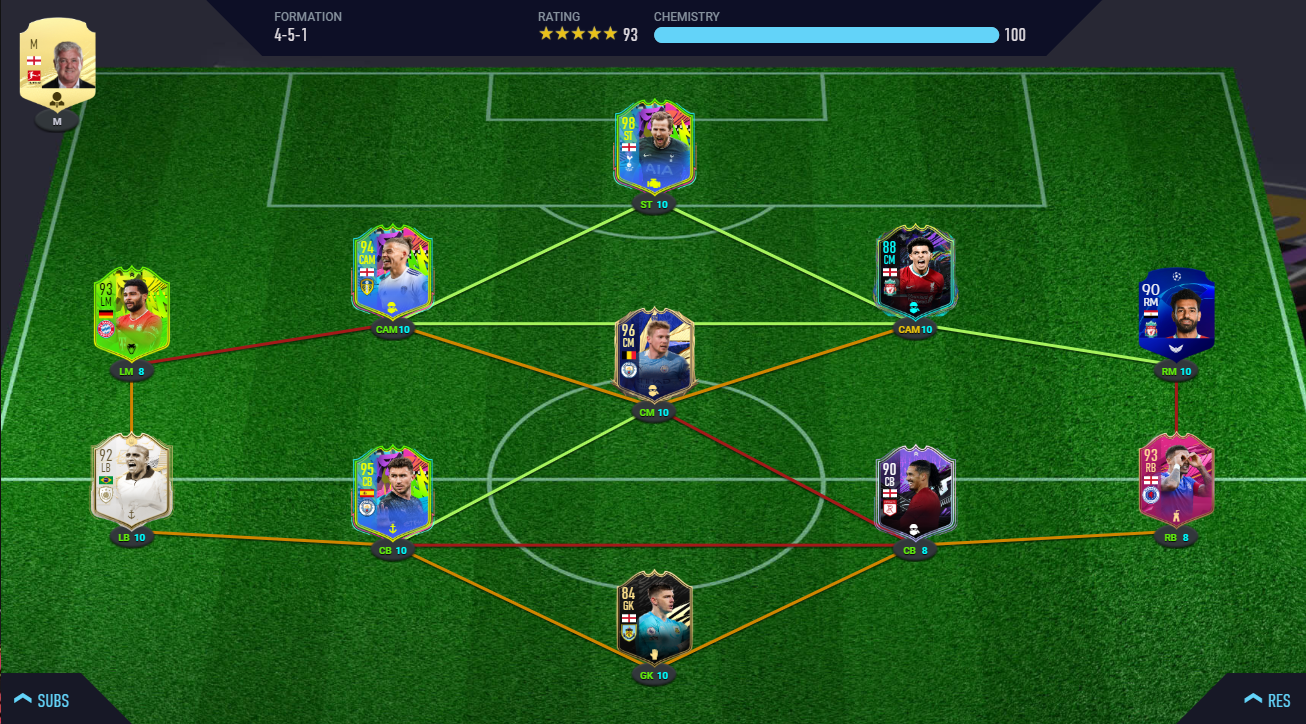 FORMATION
4-5-1
RATING
93
CHEMISTRY
100
M
M
98
ST
AIA
ST 10
94
CAM
CAM 10
88
CM
CAM 10
93
LM
LM 8
90
RM
RM 10
96
CM
CM 10
92
LB
LB 10
95
CB
CB 10
90
CB
CB 8
93
RB
RB 8
84
GK
GK 10
SUBS
RES